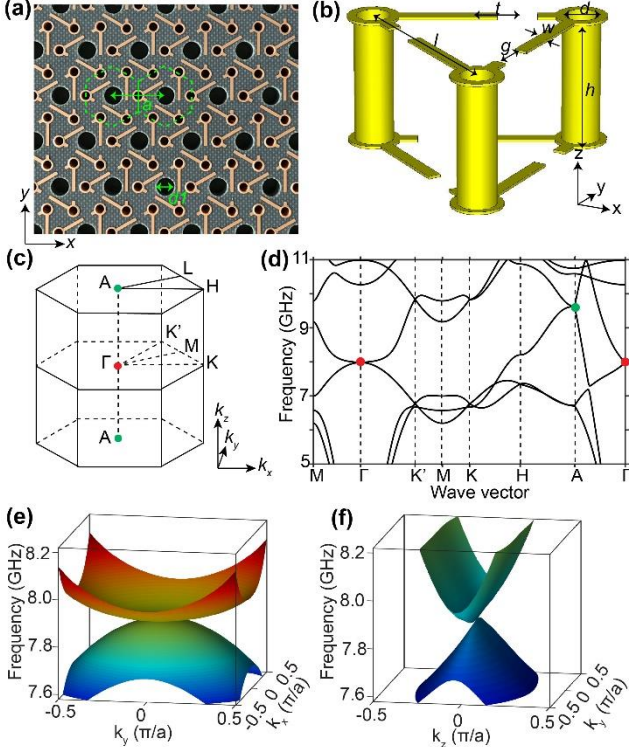 (a)
a
d1
y
x
(b)
t
d
l
g
w
h
z
y
x
(c)
A
L
H
K'
M
Γ
K
A
kz
ky
kx
(d)
11
9
7
5
Frequency (GHz)
M Γ K' M K H A Γ
Wave vector
(e)
8.2
8.0
7.8
7.6
Frequency (GHz)
-0.5 0 0.5
ky (π/a)
-0.5 0 0.5
kx (π/a)
(f)
8.2
8.0
7.8
7.6
Frequency (GHz)
-0.5 0 0.5
kz (π/a)
-0.5 0 0.5
ky (π/a)